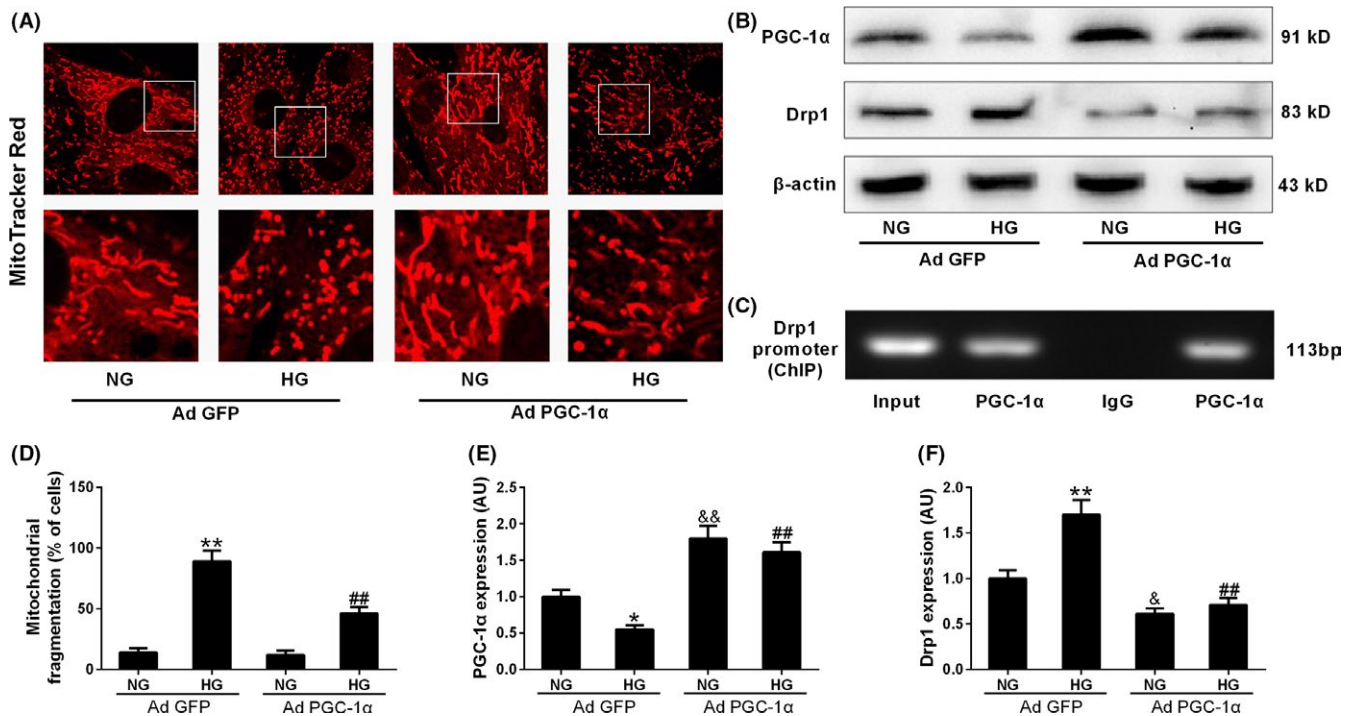 (A)
MitoTracker Red
NG HG NG HG
Ad GFP Ad PGC-1α
(B)
PGC-1α 91 kD
Drp1 83 kD
β-actin 43 kD
NG HG NG HG
Ad GFP Ad PGC-1α
(C)
Drp1
promoter
(ChIP)
113bp
Input PGC-1α IgG PGC-1α
(D)
Mitochondrial
fragmentation (% of cells)
150
100
50
0
**
##
NG HG NG HG
Ad GFP Ad PGC-1α
(E)
PGC-1α expression (AU)
2.5
2.0
1.5
1.0
0.5
0.0
*
&&
##
NG HG NG HG
Ad GFP Ad PGC-1α
(F)
Drp1 expression (AU)
2.0
1.5
1.0
0.5
0.0
**
&
##
NG HG NG HG
Ad GFP Ad PGC-1α